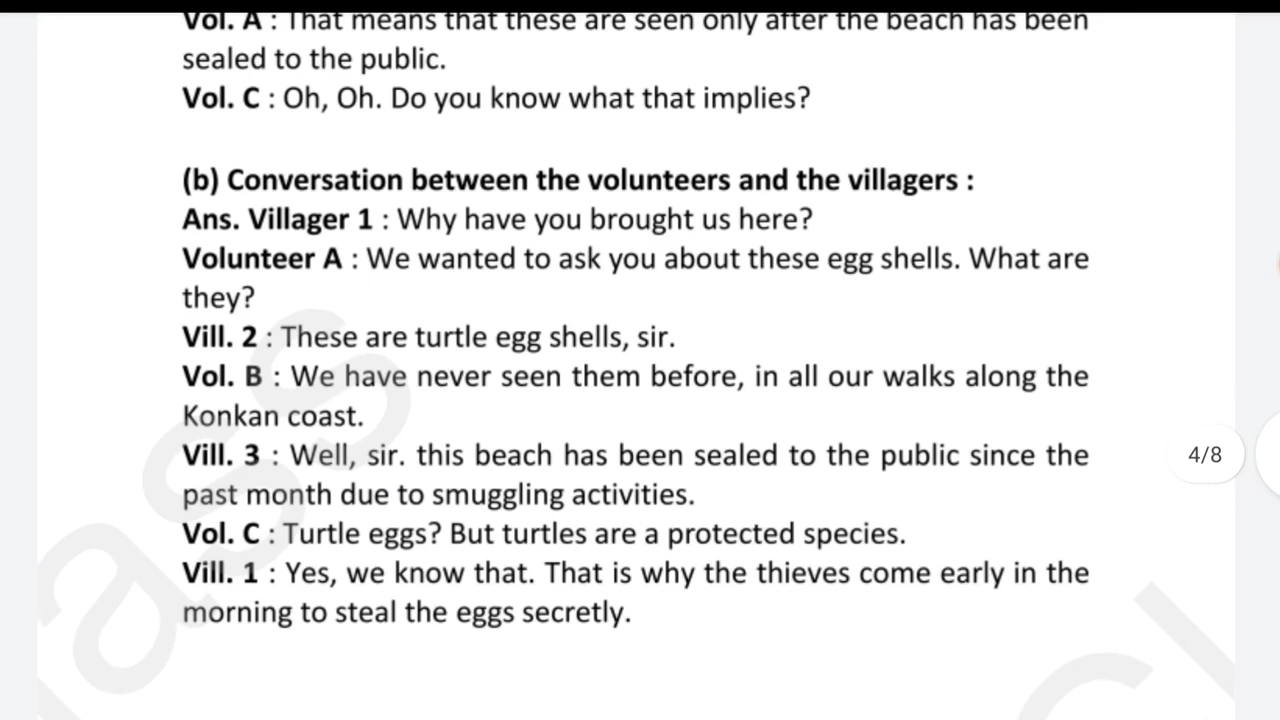 Vol. A : That means that these are seen only after the beach has been
sealed to the public.
Vol. C : Oh, Oh. Do you know what that implies?
(b) Conversation between the volunteers and the villagers :
Ans. Villager 1 : Why have you brought us here?
Volunteer A : We wanted to ask you about these egg shells. What are
they?
Vill. 2 : These are turtle egg shells, sir.
Vol. B : We have never seen them before, in all our walks along the
Konkan coast.
Vill. 3 : Well, sir. this beach has been sealed to the public since the
past month due to smuggling activities.
4/8
Vol. C : Turtle eggs? But turtles are a protected species.
Vill. 1 : Yes, we know that. That is why the thieves come early in the
morning to steal the eggs secretly.